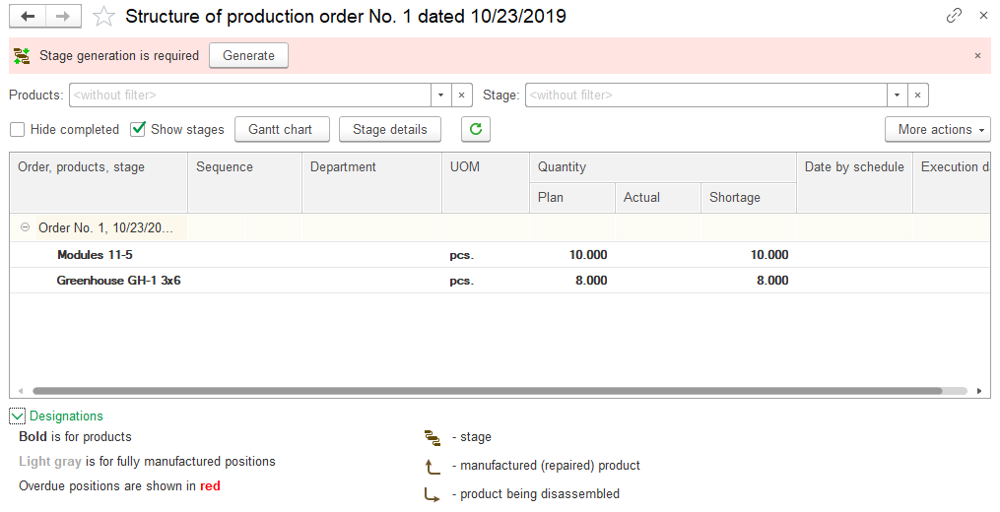 Structure of production order No. 1 dated 10/23/2019
Stage generation is required Generate
Products: <without filter> Stage: <without filter>
Hide completed Show stages Gantt chart Stage details More actions
Order, products, stage Sequence Department UOM Quantity Date by schedule Execution d
Plan Actual Shortage
Order No. 1, 10/23/20...
Modules 11-5 pcs. 10.000 10.000
Greenhouse GH-1 3x6 pcs. 8.000 8.000
Designations
Bold is for products - stage
Light gray is for fully manufactured positions - manufactured (repaired) product
Overdue positions are shown in red - product being disassembled